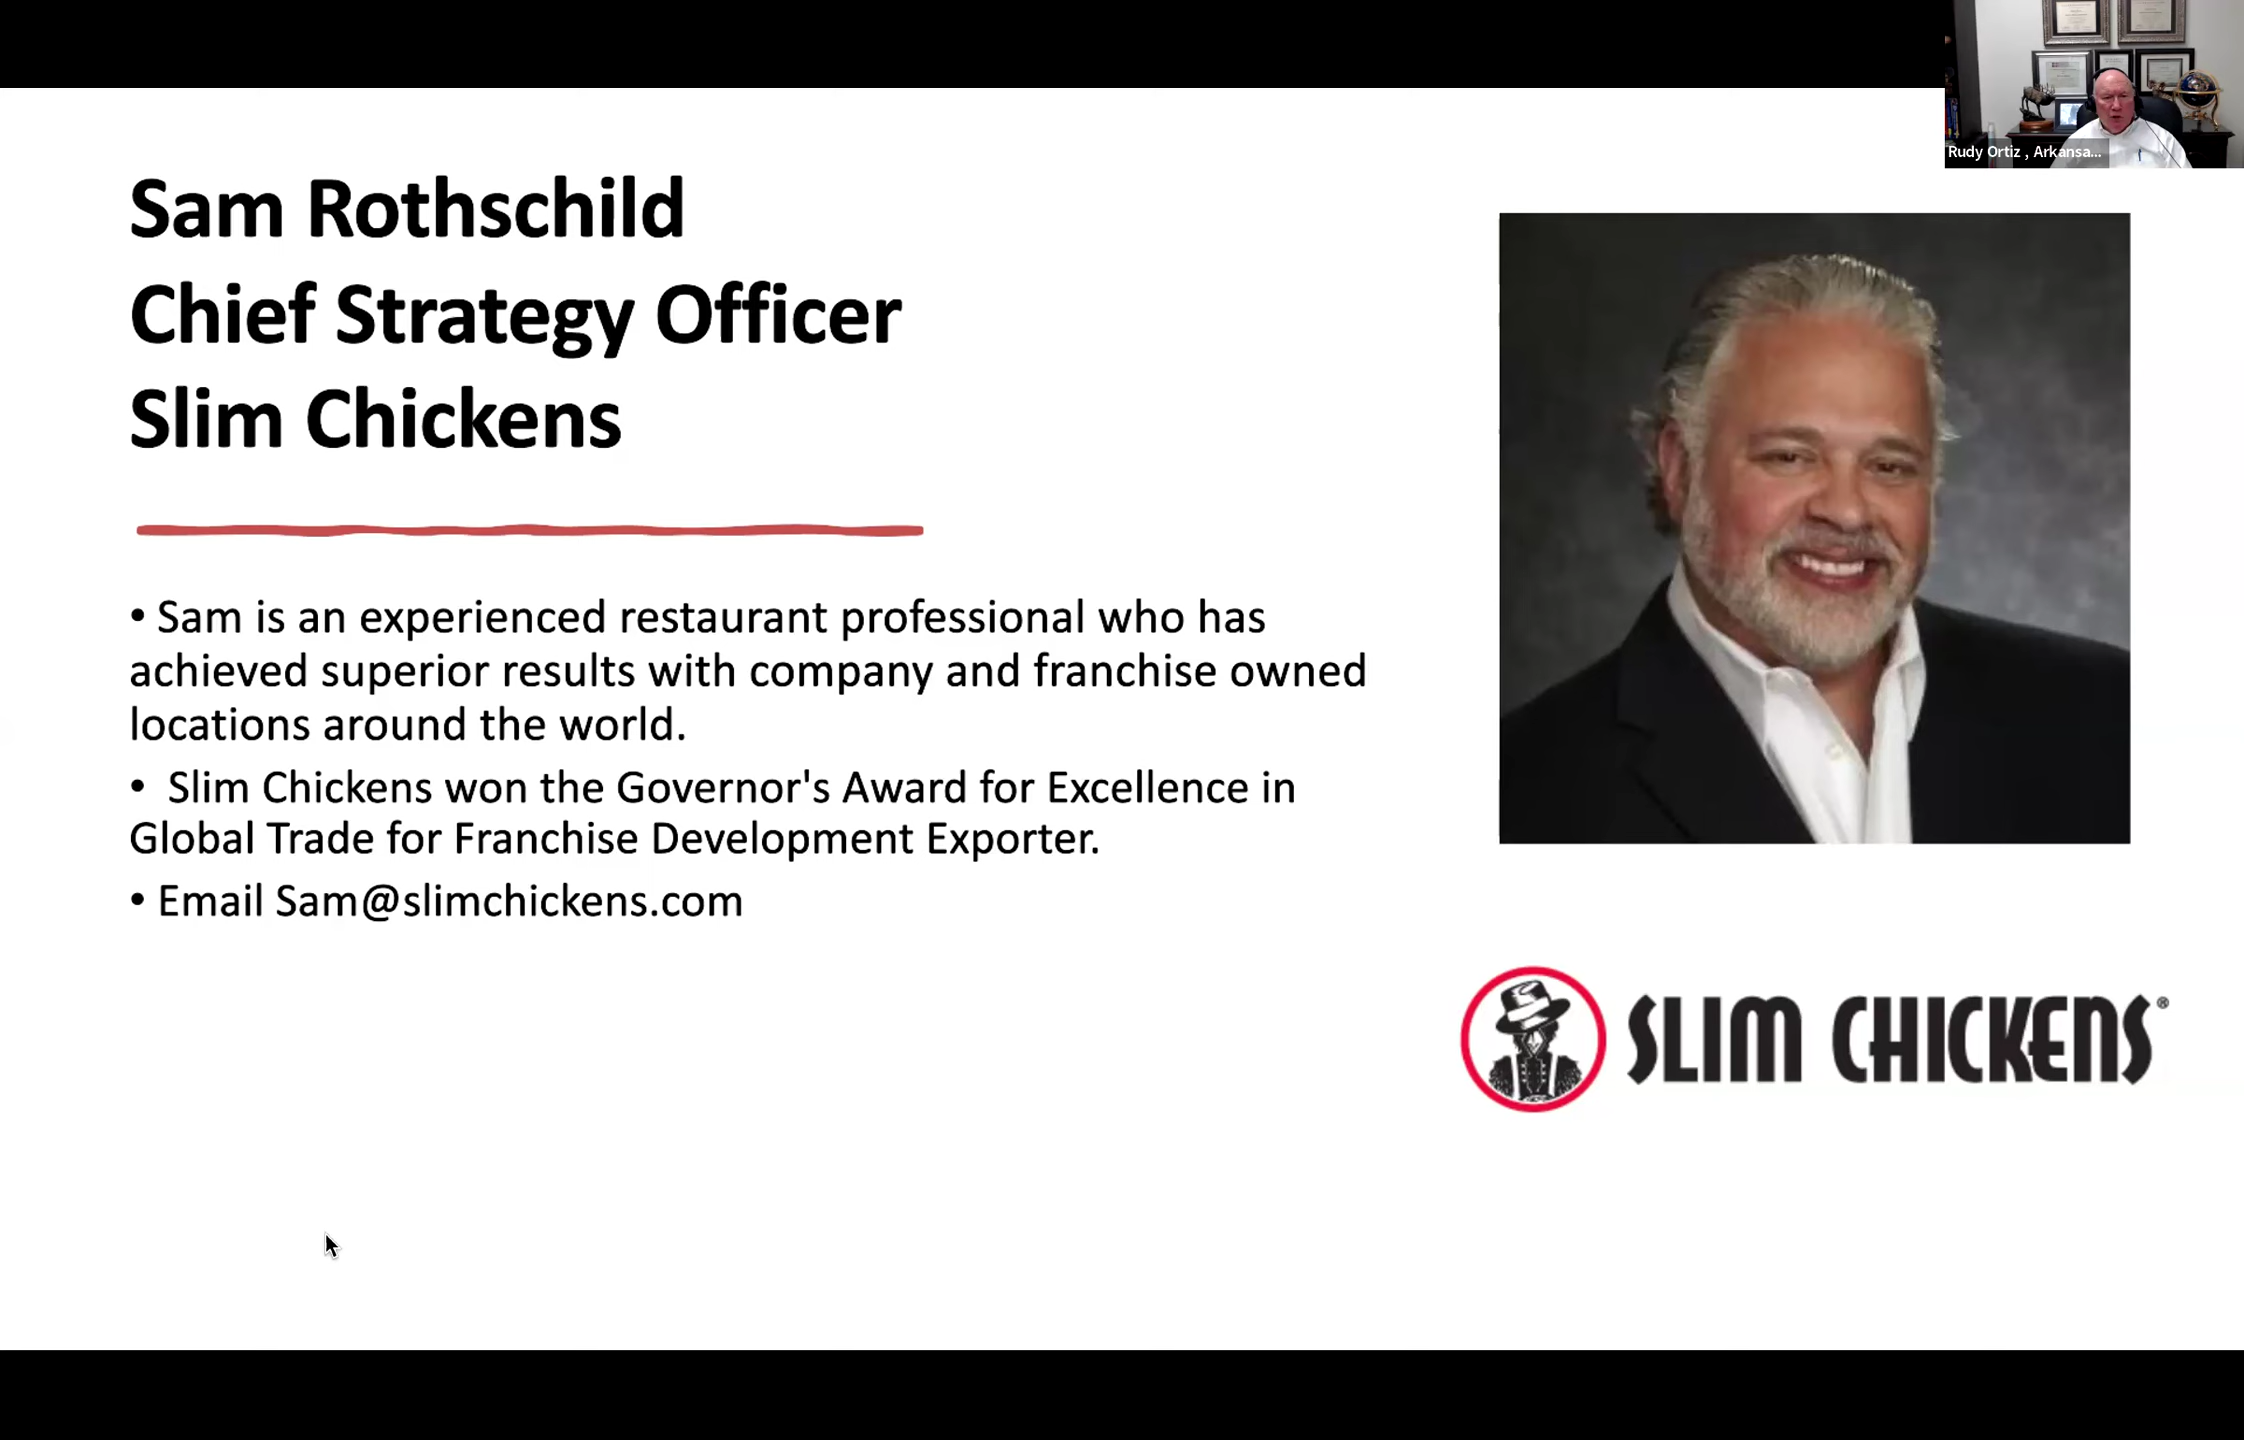 Rudy Ortiz , Arkansa...
Sam Rothschild
Chief Strategy Officer
Slim Chickens
• Sam is an experienced restaurant professional who has
achieved superior results with company and franchise owned
locations around the world.
•  Slim Chickens won the Governor's Award for Excellence in
Global Trade for Franchise Development Exporter.
• Email Sam@slimchickens.com
SLIM CHICKENS®